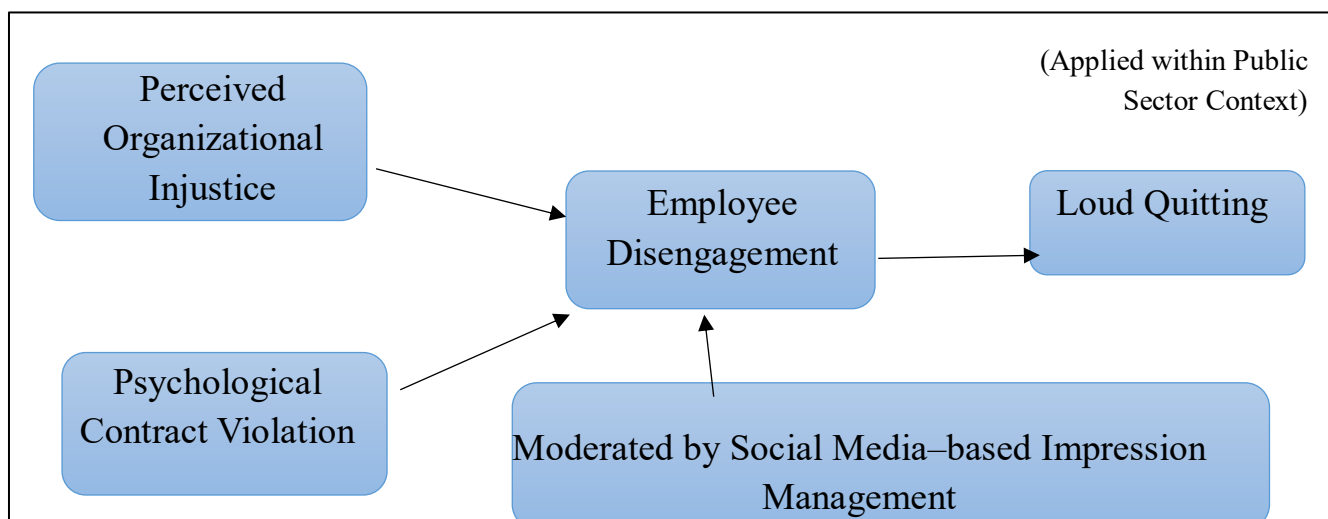 Perceived
Organizational
Injustice
(Applied within Public
Sector Context)
Employee
Disengagement
Loud Quitting
Psychological
Contract Violation
Moderated by Social Media–based Impression
Management